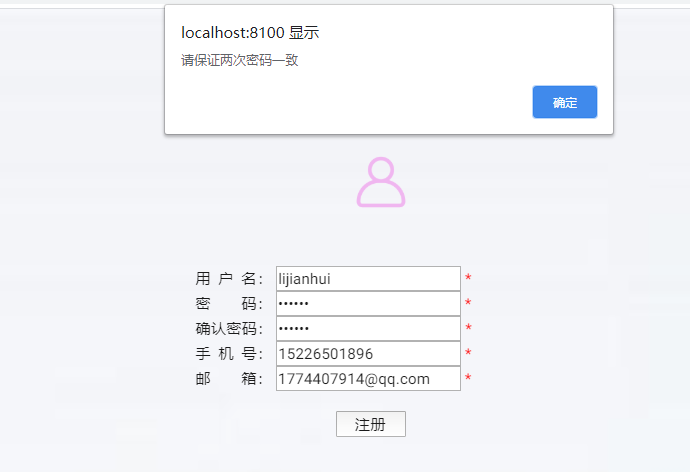 localhost:8100 显示
请保证两次密码一致
确定
用 户 名： lijianhui *
密 码： •••••• *
确认密码： •••••• *
手 机 号： 15226501896 *
邮 箱： 1774407914@qq.com *
注册